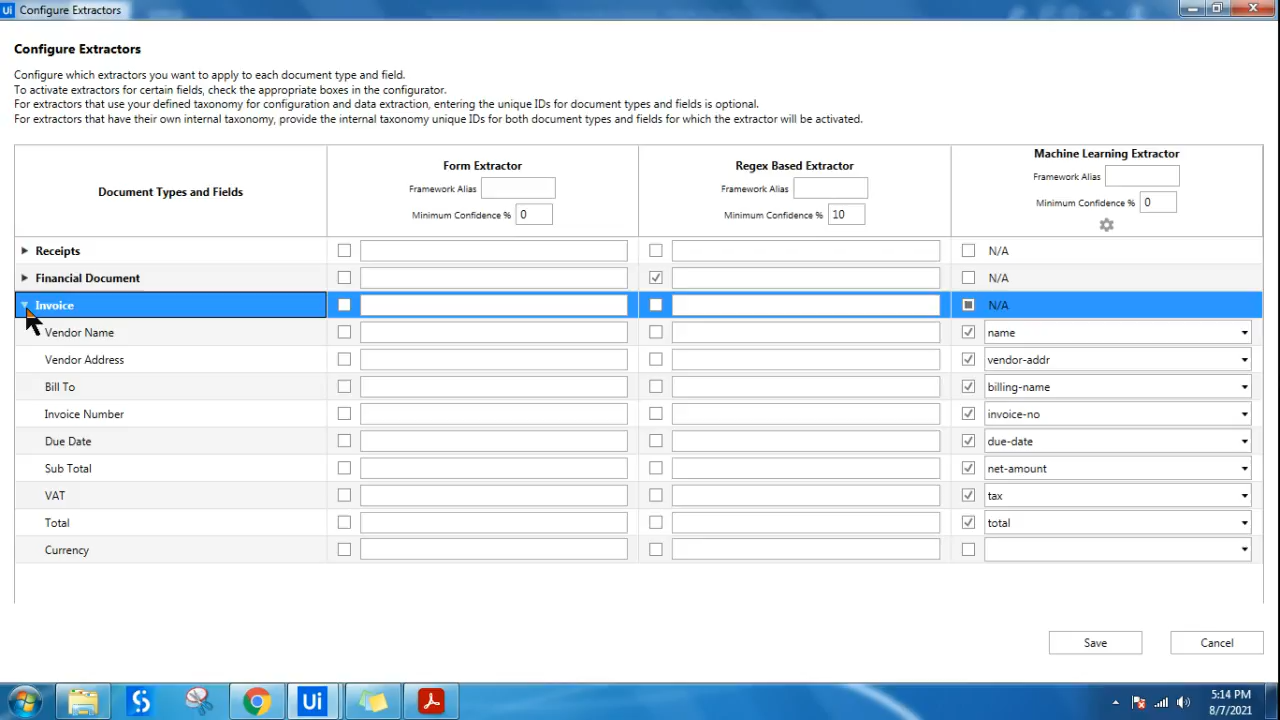 Ui Configure Extractors
Configure Extractors
Configure which extractors you want to apply to each document type and field.
To activate extractors for certain fields, check the appropriate boxes in the configurator.
For extractors that use your defined taxonomy for configuration and data extraction, entering the unique IDs for document types and fields is optional.
For extractors that have their own internal taxonomy, provide the internal taxonomy unique IDs for both document types and fields for which the extractor will be activated.
Document Types and Fields
Form Extractor
Framework Alias
Minimum Confidence % 0
Regex Based Extractor
Framework Alias
Minimum Confidence % 10
Machine Learning Extractor
Framework Alias
Minimum Confidence % 0
Receipts N/A
Financial Document N/A
Invoice N/A
Vendor Name name
Vendor Address vendor-addr
Bill To billing-name
Invoice Number invoice-no
Due Date due-date
Sub Total net-amount
VAT tax
Total total
Currency
Save Cancel
S Ui
5:14 PM
8/7/2021